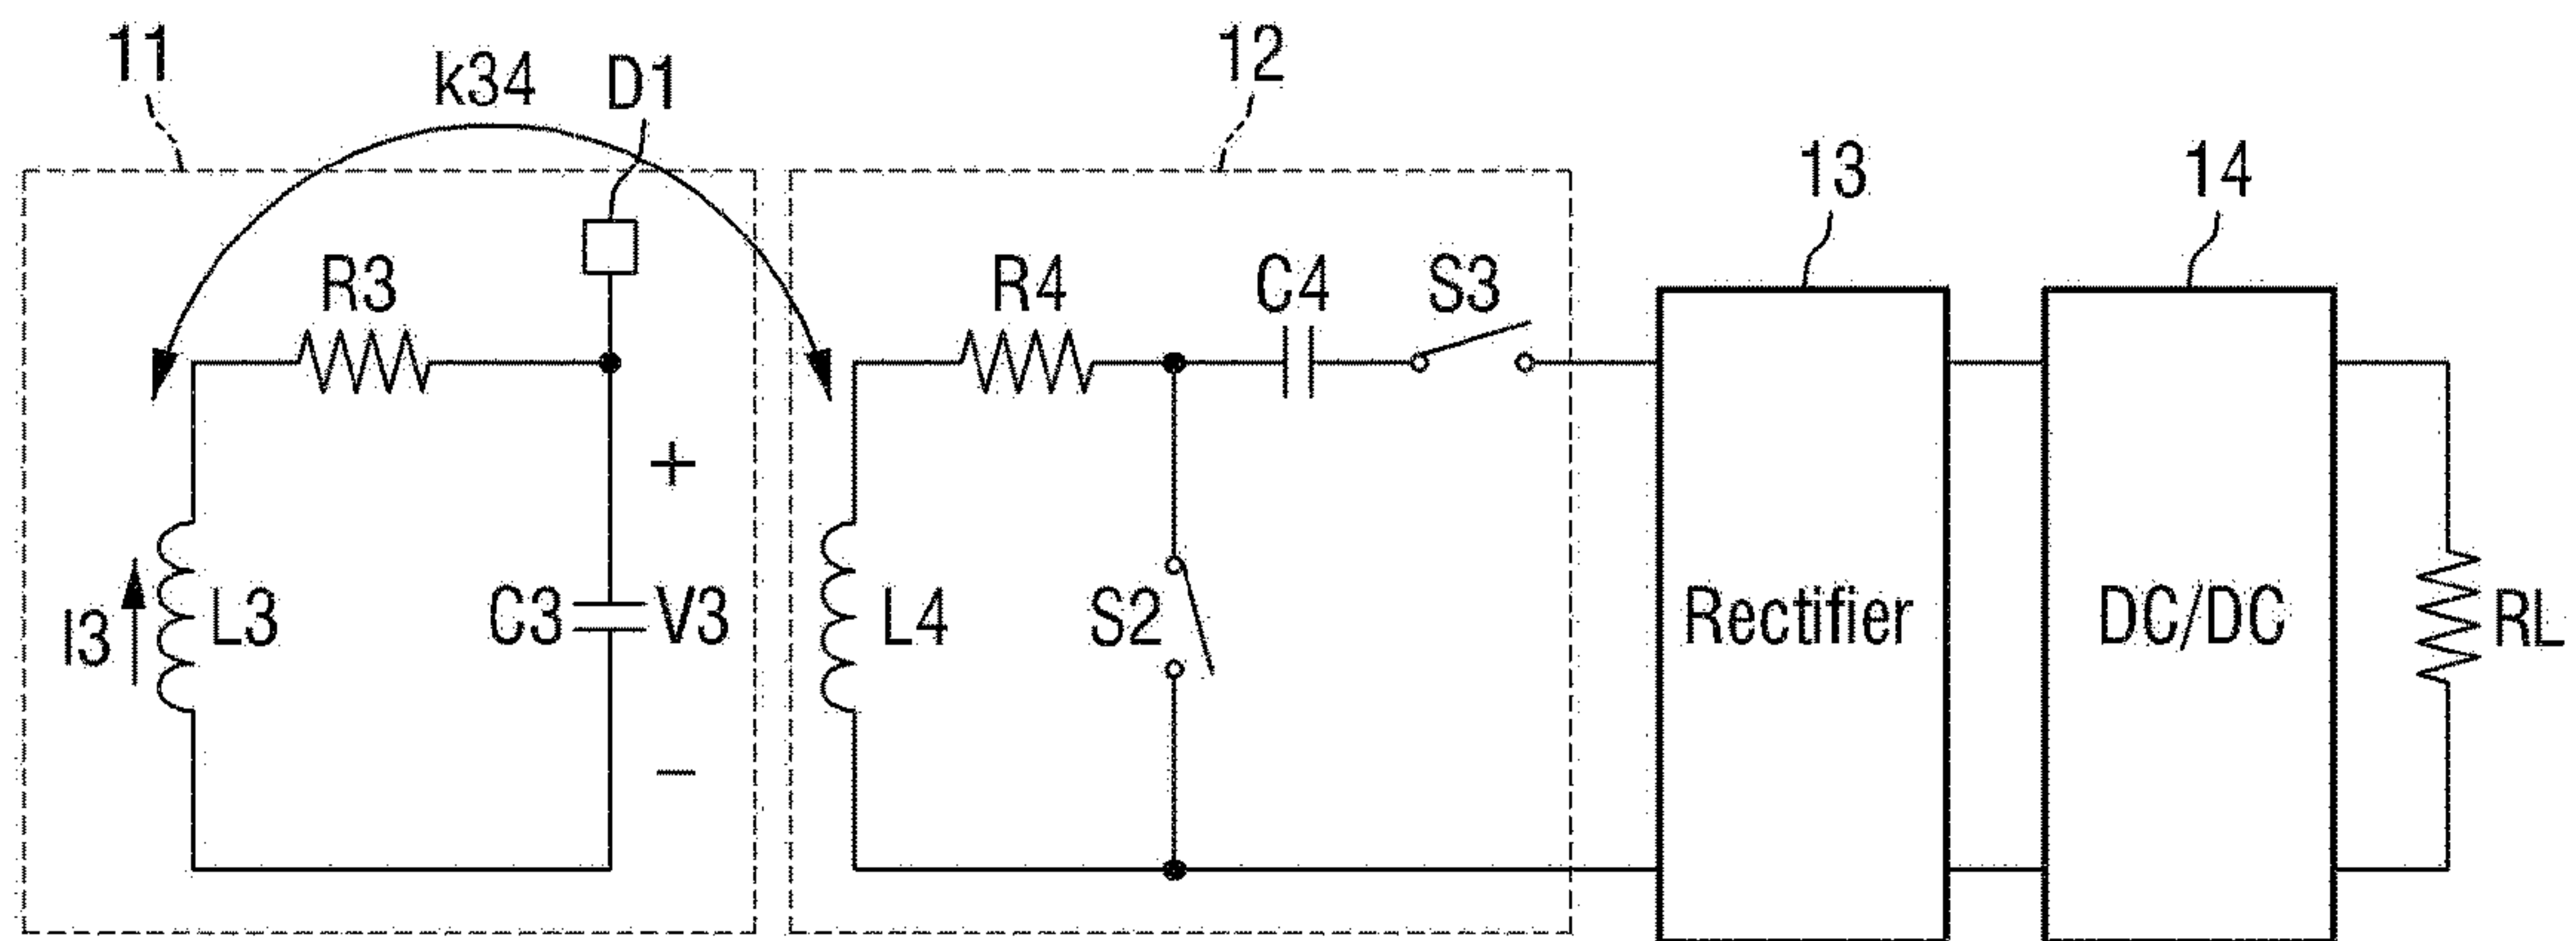 11
k34
D1
12
13
14
R3
R4
C4
S3
+
I3
L3
C3
V3
L4
S2
Rectifier
DC/DC
RL
−